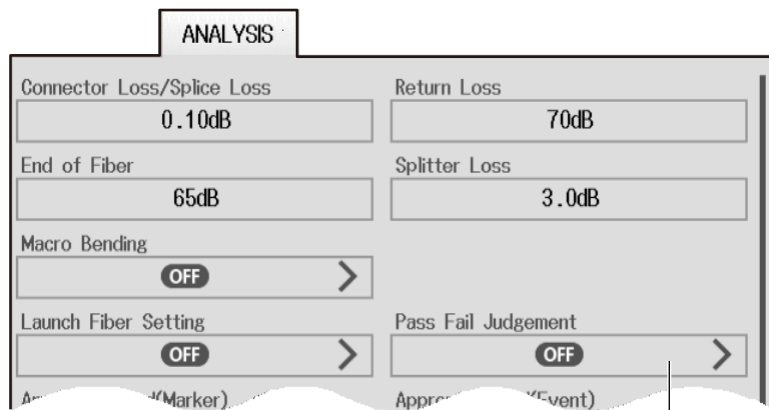 ANALYSIS
Connector Loss/Splice Loss
Return Loss
0.10dB
70dB
End of Fiber
Splitter Loss
65dB
3.0dB
Macro Bending
OFF
Launch Fiber Setting
Pass Fail Judgement
OFF
OFF
(Marker)
(Event)